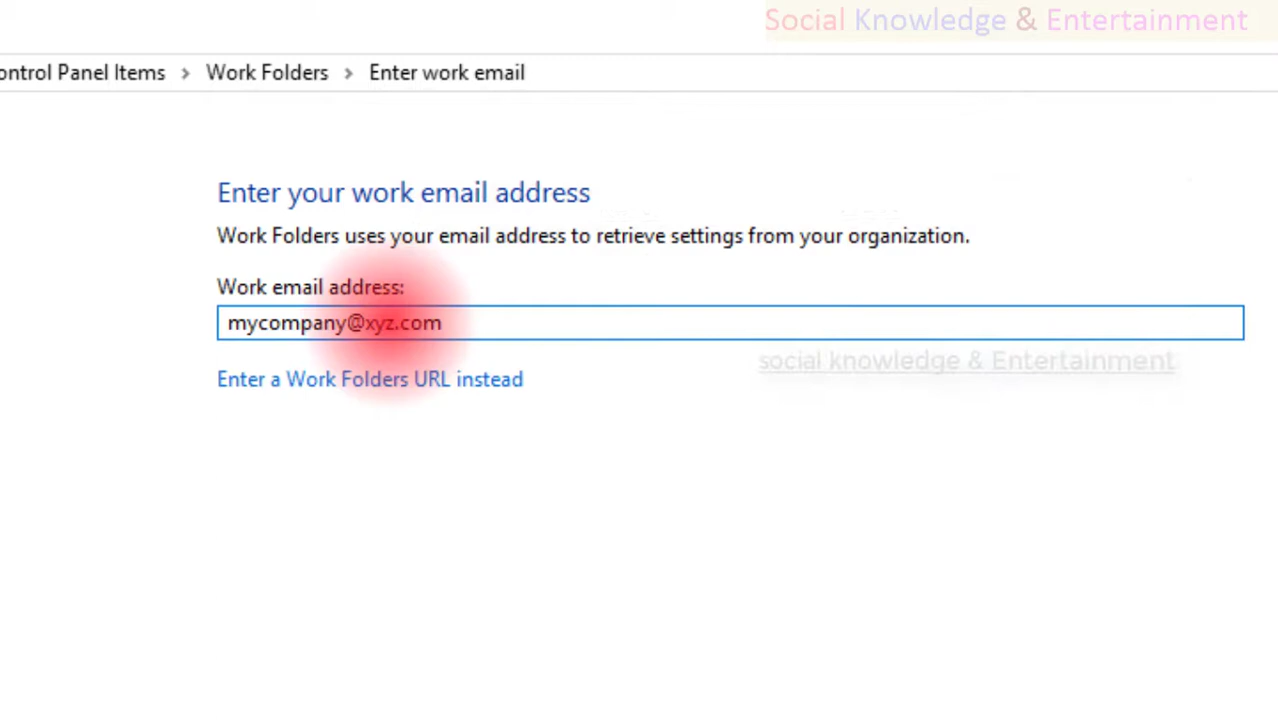 Social Knowledge & Entertainment
ontrol Panel Items > Work Folders > Enter work email
Enter your work email address
Work Folders uses your email address to retrieve settings from your organization.
Work email address:
mycompany@xyz.com
social knowledge & Entertainment
Enter a Work Folders URL instead